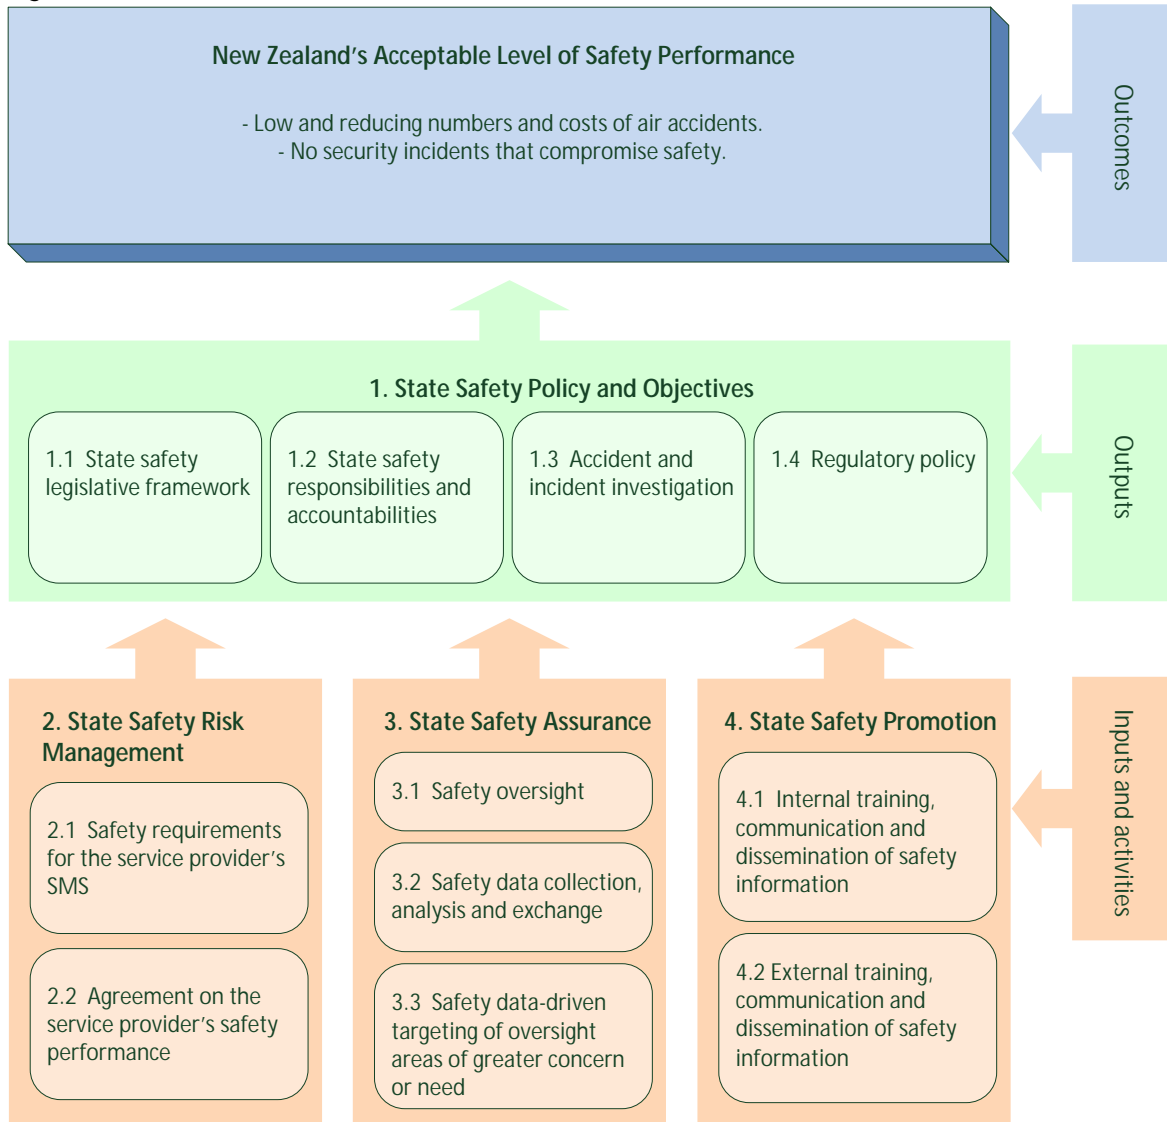 New Zealand's Acceptable Level of Safety Performance
- Low and reducing numbers and costs of air accidents.
- No security incidents that compromise safety.
Outcomes
1. State Safety Policy and Objectives
1.1 State safety
legislative framework
1.2 State safety
responsibilities and
accountabilities
1.3 Accident and
incident investigation
1.4 Regulatory policy
Outputs
2. State Safety Risk
Management
2.1 Safety requirements
for the service provider's
SMS
2.2 Agreement on the
service provider's safety
performance
3. State Safety Assurance
3.1 Safety oversight
3.2 Safety data collection,
analysis and exchange
3.3 Safety data-driven
targeting of oversight
areas of greater concern
or need
4. State Safety Promotion
4.1 Internal training,
communication and
dissemination of safety
information
4.2 External training,
communication and
dissemination of safety
information
Inputs and activities